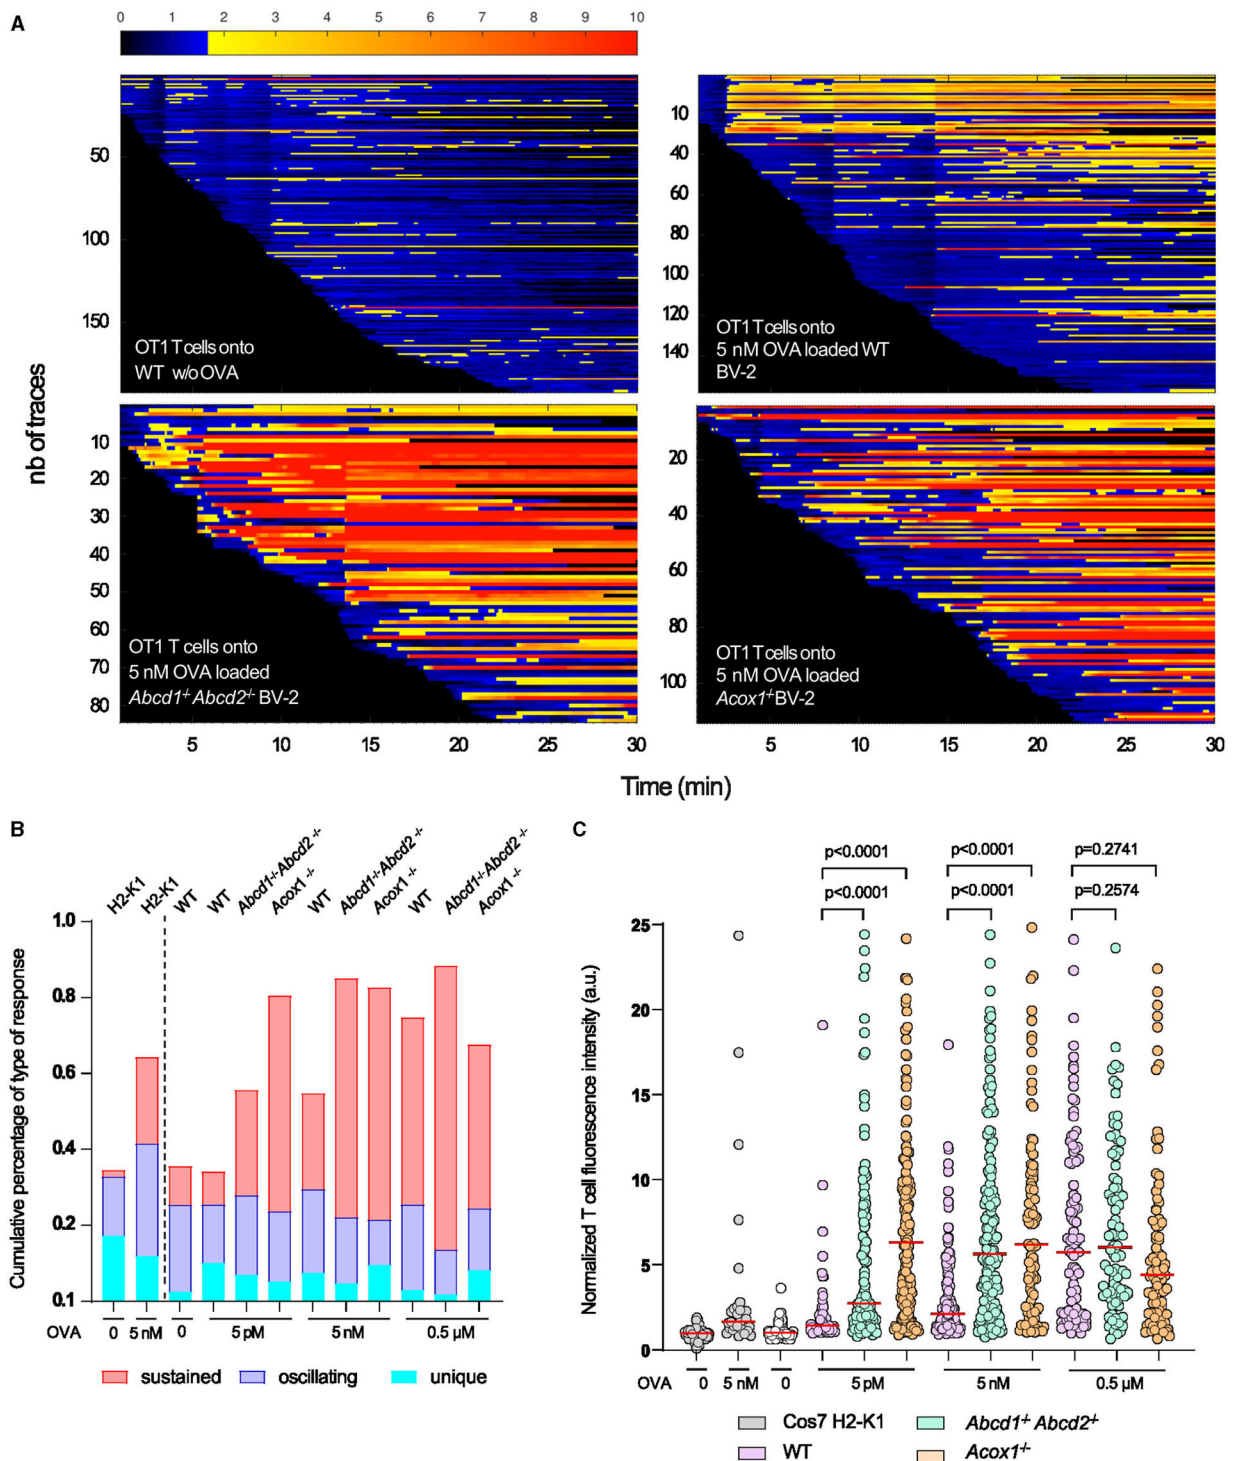 A
0 1 2 3 4 5 6 7 8 9 10
nb of traces
50
100
150
OT1 T cells onto
WT w/o OVA
10
40
60
80
100
120
140
OT1 T cells onto
5 nM OVA loaded WT
BV-2
10
20
30
40
50
60
70
80
OT1 T cells onto
5 nM OVA loaded
Abcd1-/- Abcd2-/- BV-2
20
40
60
80
100
OT1 T cells onto
5 nM OVA loaded
Acox1-/- BV-2
5 10 15 20 25 30
5 10 15 20 25 30
Time (min)
B
H2-K1 H2-K1 WT WT Abcd1-/-Abcd2 -/- Acox1 -/- WT Abcd1-/-Abcd2 -/- Acox1 -/- WT Abcd1-/-Abcd2 -/- Acox1 -/-
Cumulative percentage of type of response
1.0
0.8
0.6
0.4
0.2
0.1
OVA 0 5 nM 0 5 pM 5 nM 0.5 µM
sustained oscillating unique
C
p<0.0001 p<0.0001 p=0.2741
p<0.0001 p<0.0001 p=0.2574
Normalized T cell fluorescence intensity (a.u.)
25
20
15
10
5
0
OVA 0 5 nM 0 5 pM 5 nM 0.5 µM
Cos7 H2-K1 Abcd1-/- Abcd2-/-
WT Acox1-/-